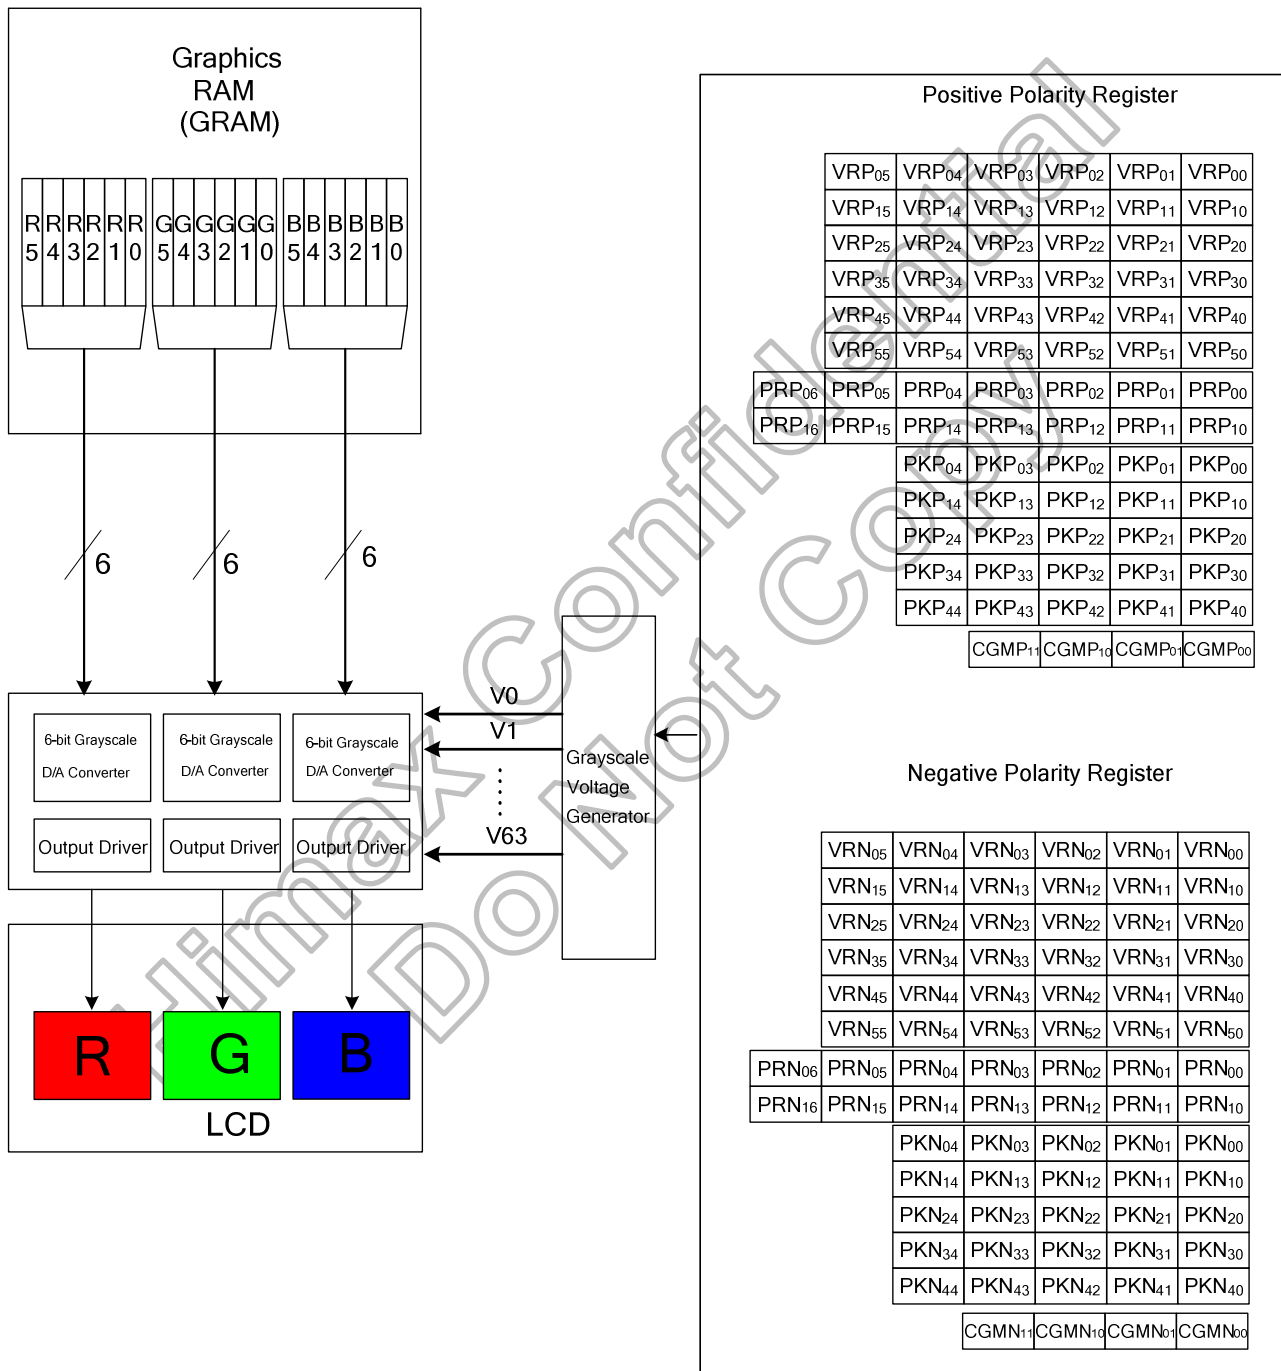 Graphics
RAM
(GRAM)
R5 R4 R3 R2 R1 R0 G5 G4 G3 G2 G1 G0 B5 B4 B3 B2 B1 B0
6 6 6
6-bit Grayscale D/A Converter
6-bit Grayscale D/A Converter
6-bit Grayscale D/A Converter
Output Driver Output Driver Output Driver
R G B
LCD
V0
V1
V63
Grayscale
Voltage
Generator
Positive Polarity Register
VRP05 VRP04 VRP03 VRP02 VRP01 VRP00
VRP15 VRP14 VRP13 VRP12 VRP11 VRP10
VRP25 VRP24 VRP23 VRP22 VRP21 VRP20
VRP35 VRP34 VRP33 VRP32 VRP31 VRP30
VRP45 VRP44 VRP43 VRP42 VRP41 VRP40
VRP55 VRP54 VRP53 VRP52 VRP51 VRP50
PRP06 PRP05 PRP04 PRP03 PRP02 PRP01 PRP00
PRP16 PRP15 PRP14 PRP13 PRP12 PRP11 PRP10
PKP04 PKP03 PKP02 PKP01 PKP00
PKP14 PKP13 PKP12 PKP11 PKP10
PKP24 PKP23 PKP22 PKP21 PKP20
PKP34 PKP33 PKP32 PKP31 PKP30
PKP44 PKP43 PKP42 PKP41 PKP40
CGMP11 CGMP10 CGMP01 CGMP00
Negative Polarity Register
VRN05 VRN04 VRN03 VRN02 VRN01 VRN00
VRN15 VRN14 VRN13 VRN12 VRN11 VRN10
VRN25 VRN24 VRN23 VRN22 VRN21 VRN20
VRN35 VRN34 VRN33 VRN32 VRN31 VRN30
VRN45 VRN44 VRN43 VRN42 VRN41 VRN40
VRN55 VRN54 VRN53 VRN52 VRN51 VRN50
PRN06 PRN05 PRN04 PRN03 PRN02 PRN01 PRN00
PRN16 PRN15 PRN14 PRN13 PRN12 PRN11 PRN10
PKN04 PKN03 PKN02 PKN01 PKN00
PKN14 PKN13 PKN12 PKN11 PKN10
PKN24 PKN23 PKN22 PKN21 PKN20
PKN34 PKN33 PKN32 PKN31 PKN30
PKN44 PKN43 PKN42 PKN41 PKN40
CGMN11 CGMN10 CGMN01 CGMN00
Himax Confidential
Do Not Copy